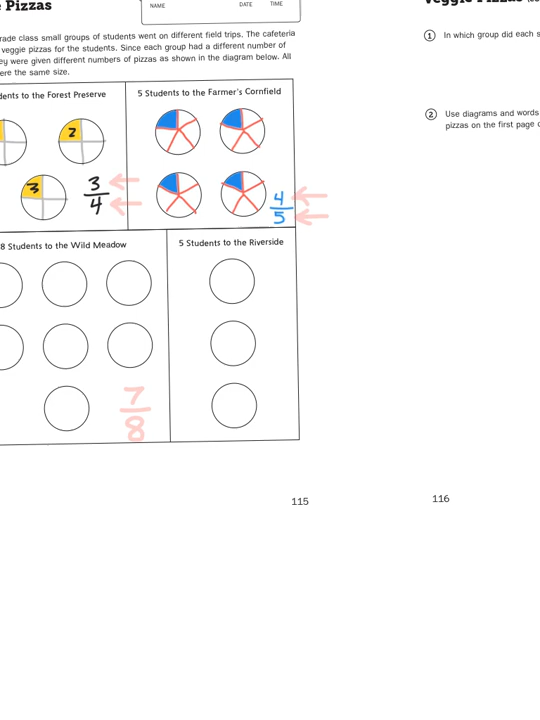 Pizzas
NAME
DATE
TIME
rade class small groups of students went on different field trips. The cafeteria
veggie pizzas for the students. Since each group had a different number of
ey were given different numbers of pizzas as shown in the diagram below. All
ere the same size.
dents to the Forest Preserve
5 Students to the Farmer's Cornfield
2
3
3
4
4
5
8 Students to the Wild Meadow
5 Students to the Riverside
7
8
115
1 In which group did each s
2 Use diagrams and words
pizzas on the first page o
116